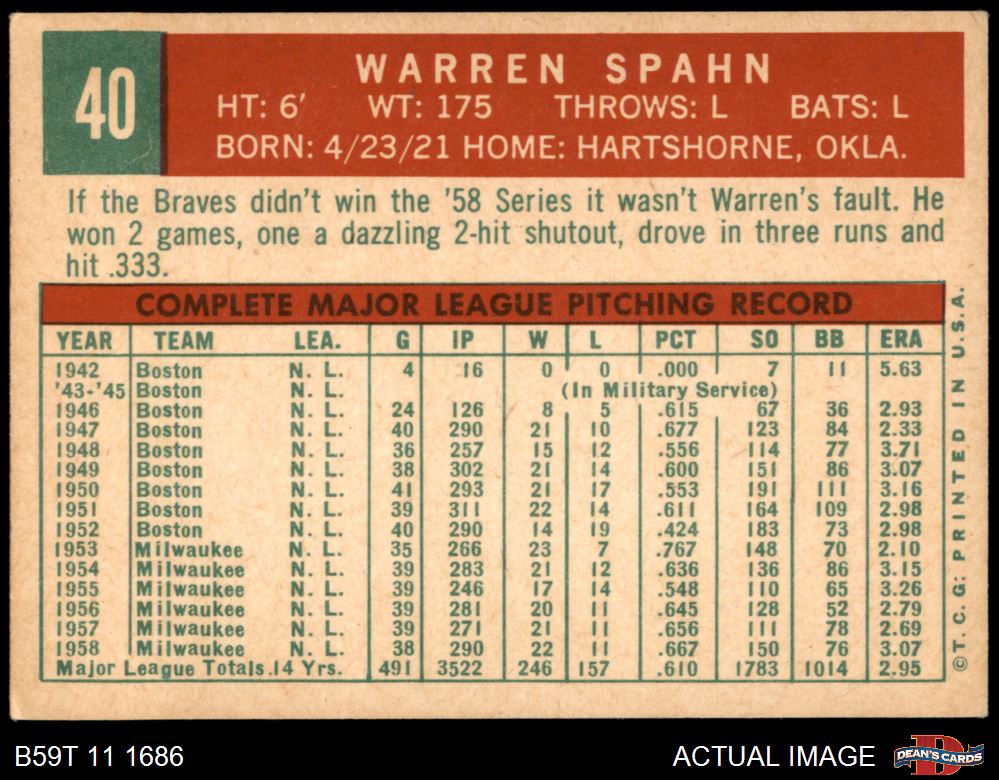 40
WARREN SPAHN
HT: 6' WT: 175 THROWS: L BATS: L
BORN: 4/23/21 HOME: HARTSHORNE, OKLA.
If the Braves didn't win the '58 Series it wasn't Warren's fault. He
won 2 games, one a dazzling 2-hit shutout, drove in three runs and
hit .333.
COMPLETE MAJOR LEAGUE PITCHING RECORD
YEAR TEAM LEA. G IP W L PCT SO BB ERA
1942 Boston N. L. 4 16 0 0 .000 7 11 5.63
'43-'45 Boston N. L. (In Military Service)
1946 Boston N. L. 24 126 8 5 .615 67 36 2.93
1947 Boston N. L. 40 290 21 10 .677 123 84 2.33
1948 Boston N. L. 36 257 15 12 .556 114 77 3.71
1949 Boston N. L. 38 302 21 14 .600 151 86 3.07
1950 Boston N. L. 41 293 21 17 .553 191 111 3.16
1951 Boston N. L. 39 311 22 14 .611 164 109 2.98
1952 Boston N. L. 40 290 14 19 .424 183 73 2.98
1953 Milwaukee N. L. 35 266 23 7 .767 148 70 2.10
1954 Milwaukee N. L. 39 283 21 12 .636 136 86 3.15
1955 Milwaukee N. L. 39 246 17 14 .548 110 65 3.26
1956 Milwaukee N. L. 39 281 20 11 .645 128 52 2.79
1957 Milwaukee N. L. 39 271 21 11 .656 111 78 2.69
1958 Milwaukee N. L. 38 290 22 11 .667 150 76 3.07
Major League Totals 14 Yrs. 491 3522 246 157 .610 1783 1014 2.95
©T. C. G: PRINTED IN U.S.A.
B59T 11 1686
ACTUAL IMAGE
DEAN'S CARDS